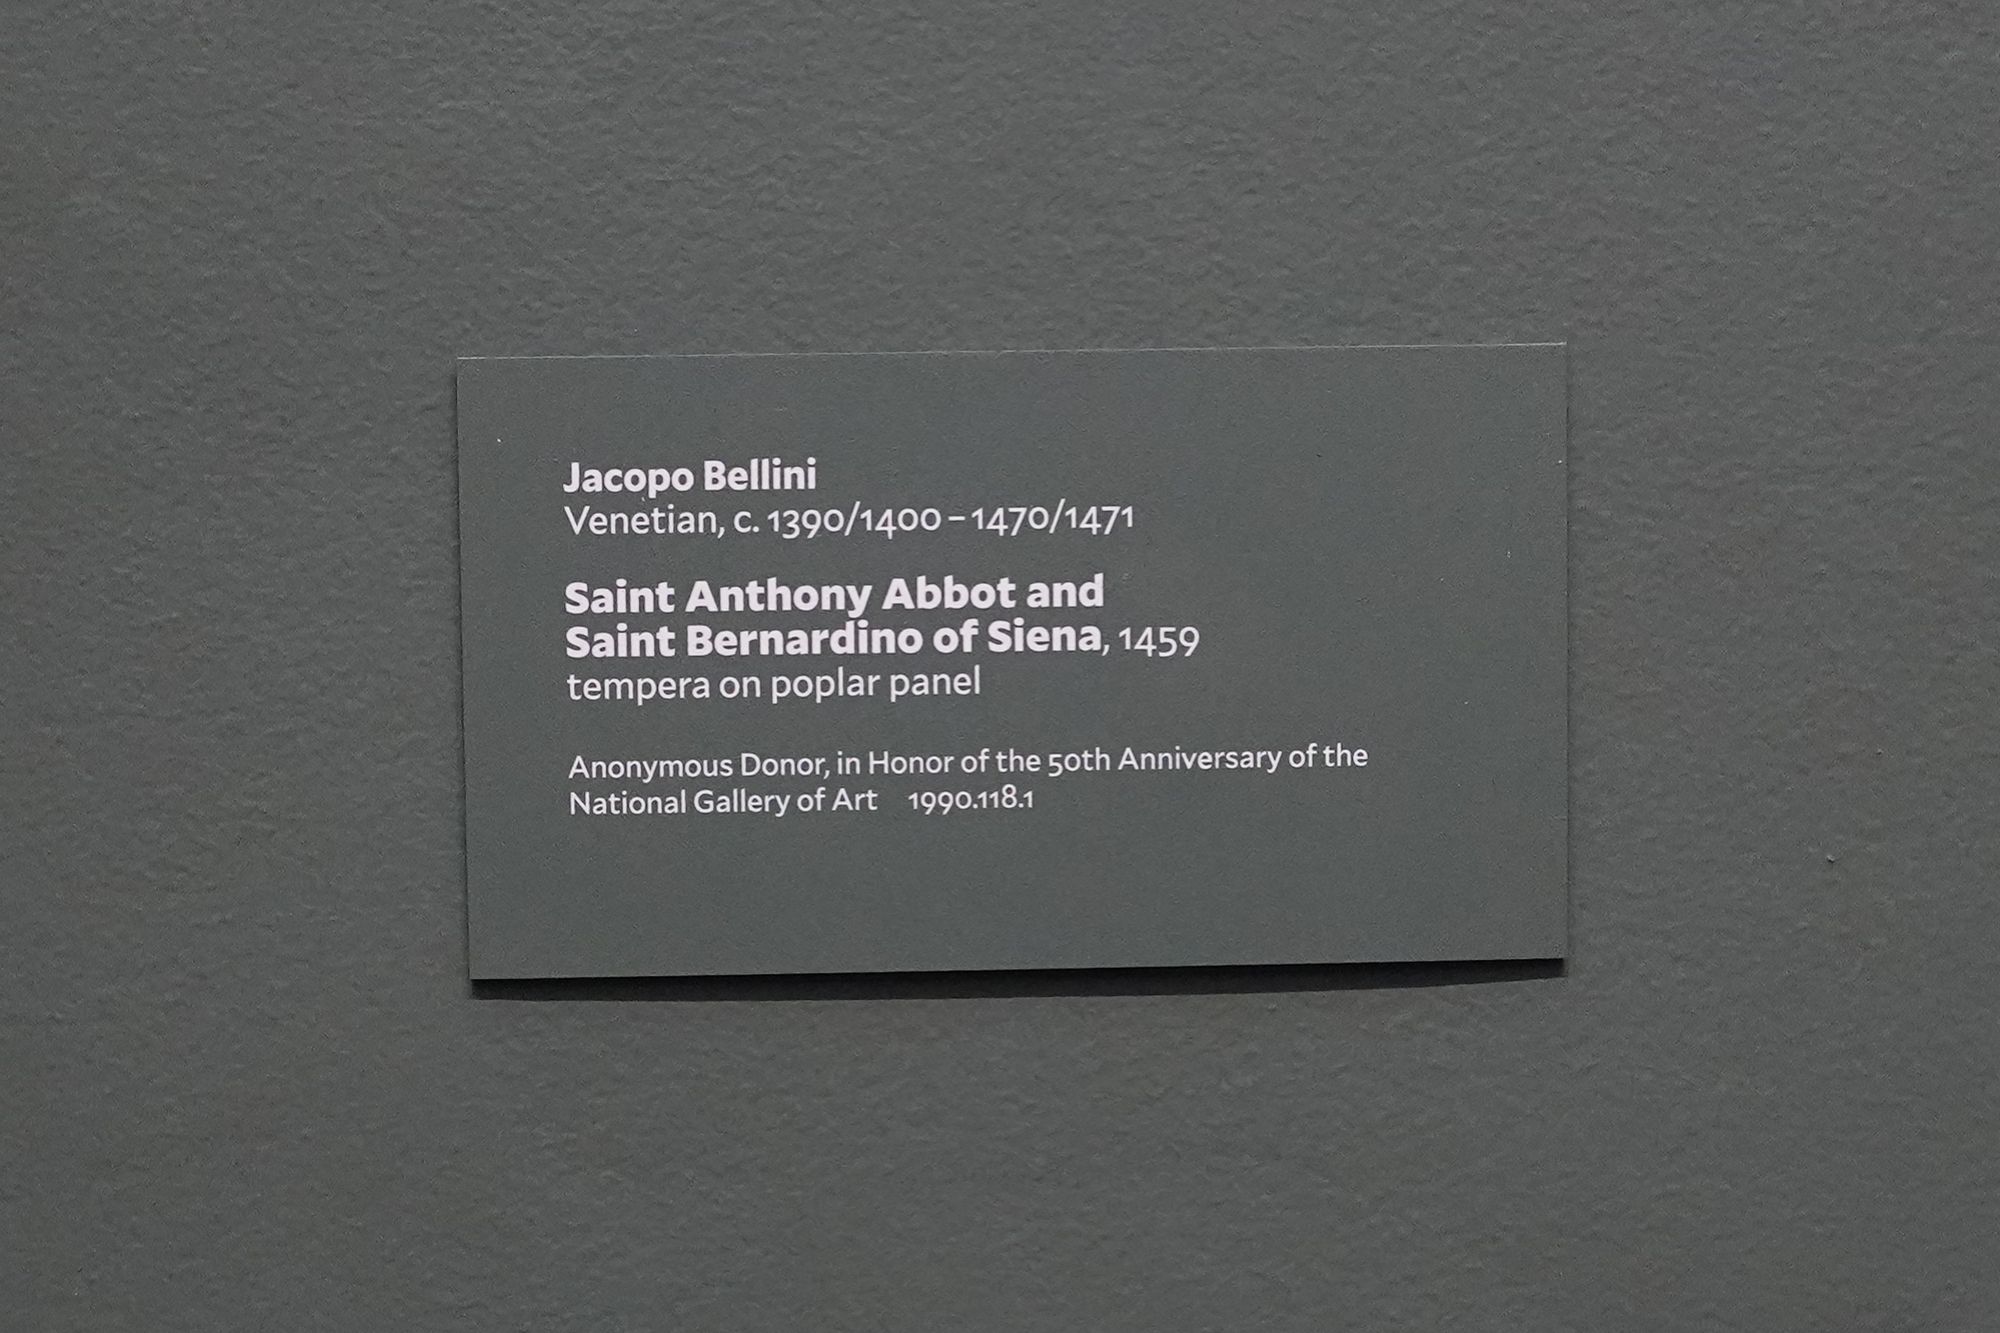 Jacopo Bellini
Venetian, c. 1390/1400 – 1470/1471
Saint Anthony Abbot and
Saint Bernardino of Siena, 1459
tempera on poplar panel
Anonymous Donor, in Honor of the 50th Anniversary of the
National Gallery of Art 1990.118.1